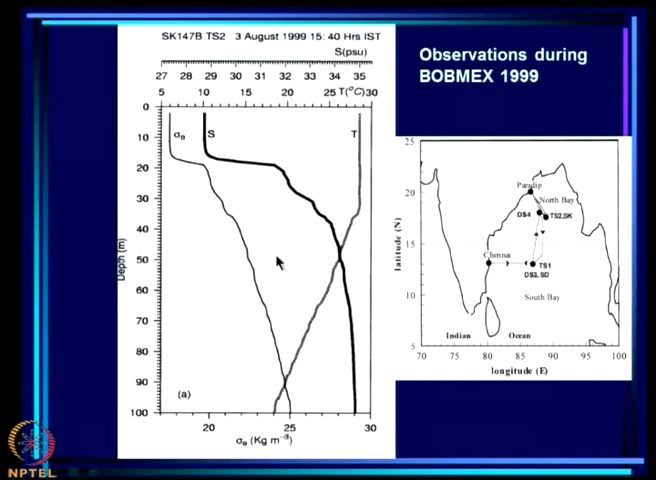 SK147B TS2 3 August 1999 15: 40 Hrs IST
S(psu)
27 28 29 30 31 32 33 34 35
5 10 15 20 25 T(°C) 30
0
10
20
30
40
50
60
70
80
90
100
Depth (m)
σθ S T
(a)
20 25 30
σθ (Kg m⁻³)
Observations during
BOBMEX 1999
25
20
15
10
5
latitude (N)
Paradip
North Bay
DS4 TS2,SK
Chenna
TS1
DS3, SD
South Bay
Indian Ocean
70 75 80 85 90 95 100
longitude (E)
NPTEL